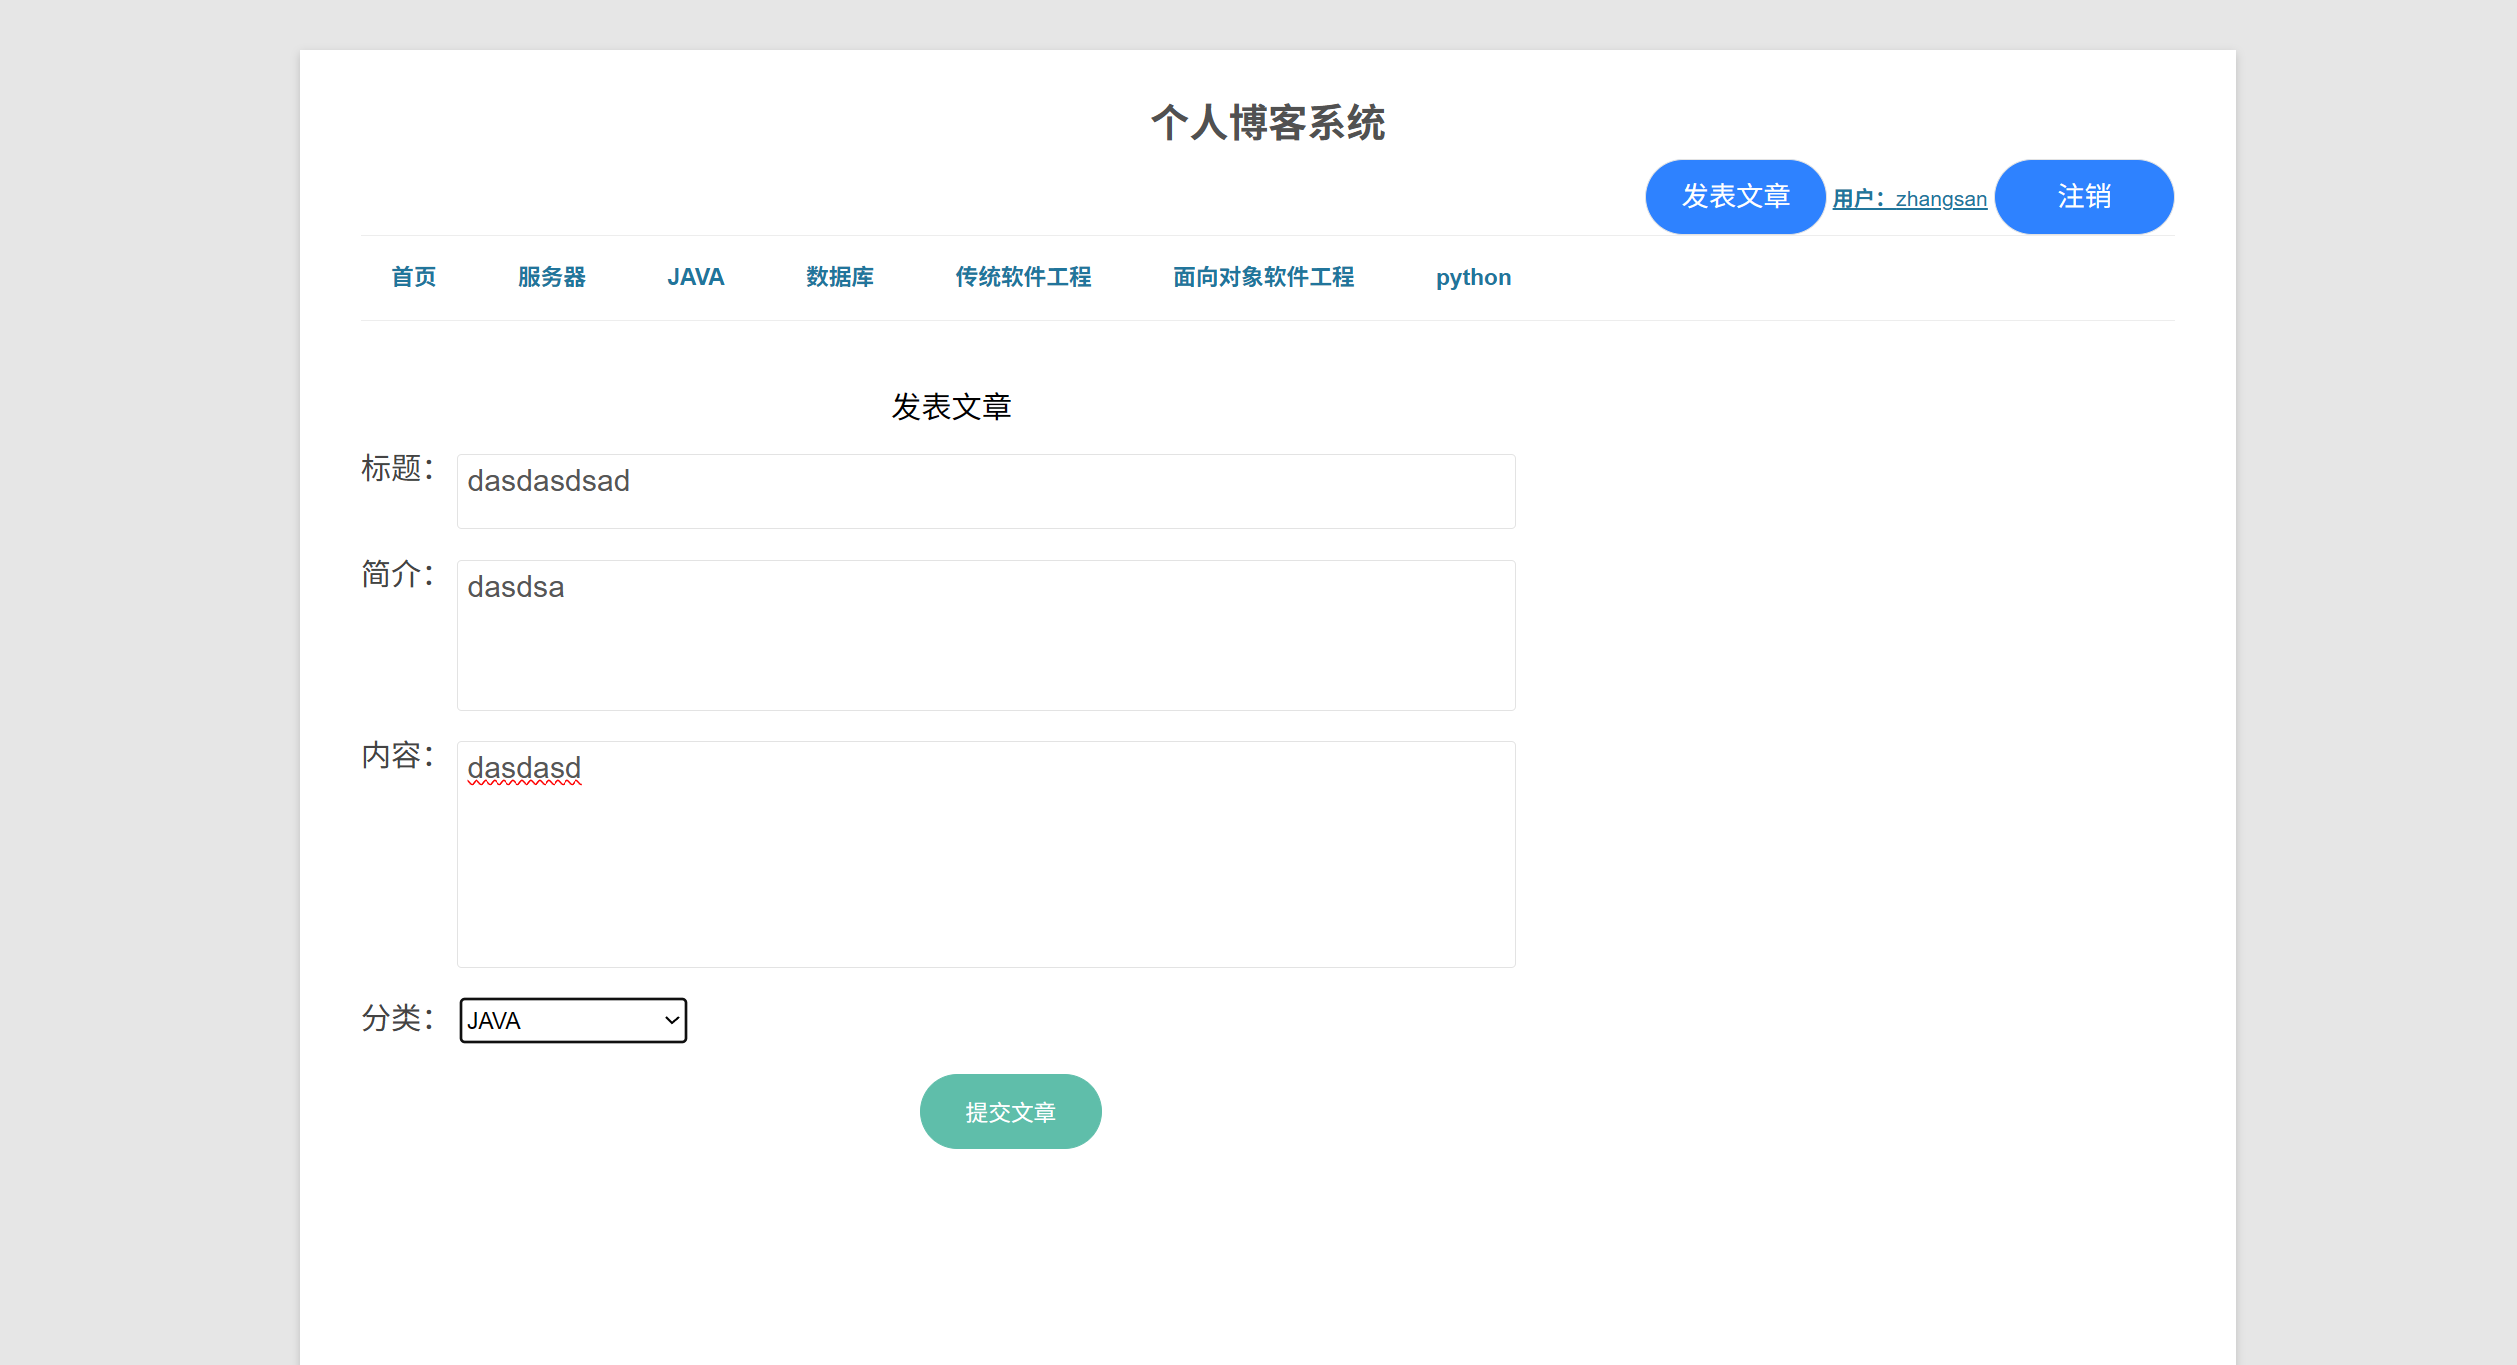 个人博客系统
发表文章 用户：zhangsan 注销
首页 服务器 JAVA 数据库 传统软件工程 面向对象软件工程 python
发表文章
标题： dasdasdsad
简介： dasdsa
内容： dasdasd
分类： JAVA
提交文章